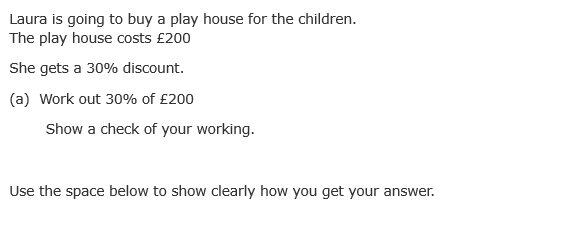 Laura is going to buy a play house for the children.
The play house costs £200
She gets a 30% discount.
(a) Work out 30% of £200
Show a check of your working.
Use the space below to show clearly how you get your answer.